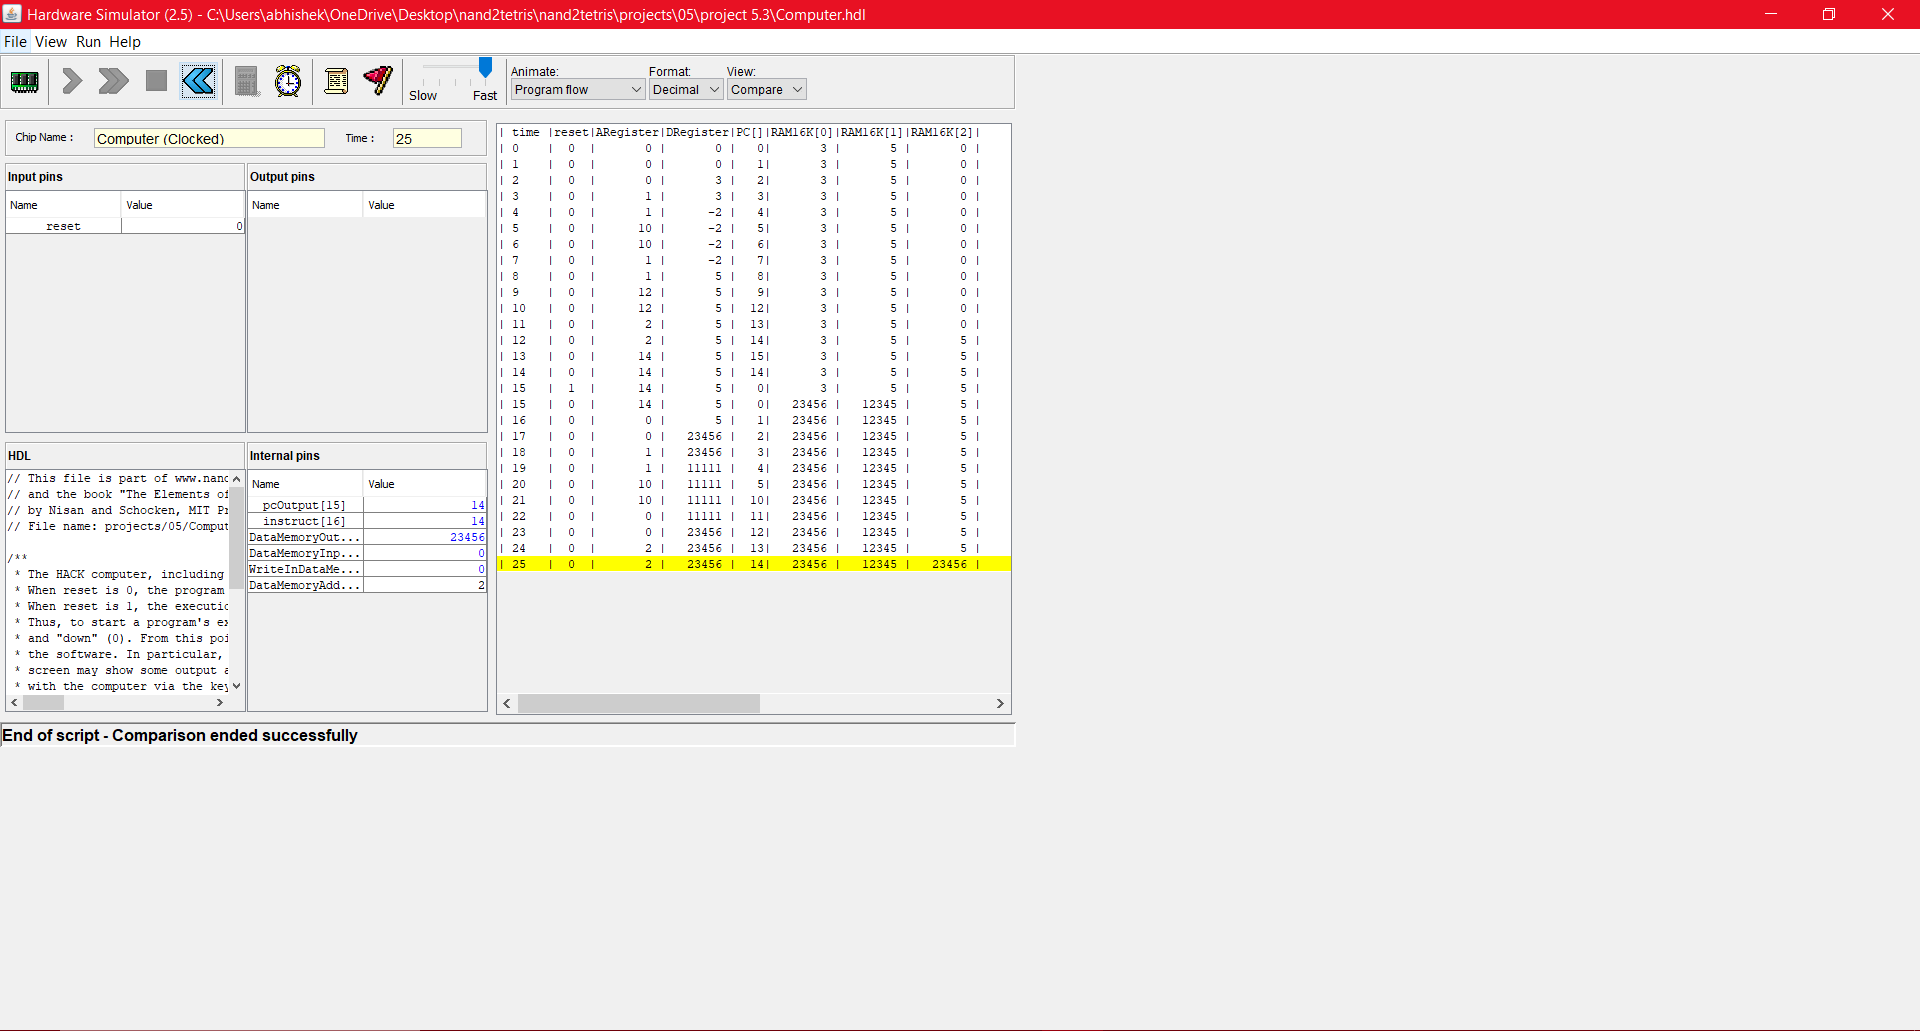 Hardware Simulator (2.5) - C:\Users\abhishek\OneDrive\Desktop\nand2tetris\nand2tetris\projects\05\project 5.3\Computer.hdl
File View Run Help
Slow Fast
Animate:
Program flow
Format:
Decimal
View:
Compare
Chip Name : Computer (Clocked) Time : 25
Input pins
Name Value
reset 0
Output pins
Name Value
HDL
// This file is part of www.nand
// and the book "The Elements of
// by Nisan and Schocken, MIT Pr
// File name: projects/05/Comput
/**
* The HACK computer, including
* When reset is 0, the program
* When reset is 1, the executio
* Thus, to start a program's ex
* and "down" (0). From this poi
* the software. In particular,
* screen may show some output a
* with the computer via the key
Internal pins
Name Value
pcOutput[15] 14
instruct[16] 14
DataMemoryOut... 23456
DataMemoryInp... 0
WriteInDataMe... 0
DataMemoryAdd... 2
| time |reset|ARegister|DRegister|PC[]|RAM16K[0]|RAM16K[1]|RAM16K[2]|
| 0 | 0 | 0 | 0 | 0| 3 | 5 | 0 |
| 1 | 0 | 0 | 0 | 1| 3 | 5 | 0 |
| 2 | 0 | 0 | 3 | 2| 3 | 5 | 0 |
| 3 | 0 | 1 | 3 | 3| 3 | 5 | 0 |
| 4 | 0 | 1 | -2 | 4| 3 | 5 | 0 |
| 5 | 0 | 10 | -2 | 5| 3 | 5 | 0 |
| 6 | 0 | 10 | -2 | 6| 3 | 5 | 0 |
| 7 | 0 | 1 | -2 | 7| 3 | 5 | 0 |
| 8 | 0 | 1 | 5 | 8| 3 | 5 | 0 |
| 9 | 0 | 12 | 5 | 9| 3 | 5 | 0 |
| 10 | 0 | 12 | 5 | 12| 3 | 5 | 0 |
| 11 | 0 | 2 | 5 | 13| 3 | 5 | 0 |
| 12 | 0 | 2 | 5 | 14| 3 | 5 | 5 |
| 13 | 0 | 14 | 5 | 15| 3 | 5 | 5 |
| 14 | 0 | 14 | 5 | 14| 3 | 5 | 5 |
| 15 | 1 | 14 | 5 | 0| 3 | 5 | 5 |
| 15 | 0 | 14 | 5 | 0| 23456 | 12345 | 5 |
| 16 | 0 | 0 | 5 | 1| 23456 | 12345 | 5 |
| 17 | 0 | 0 | 23456 | 2| 23456 | 12345 | 5 |
| 18 | 0 | 1 | 23456 | 3| 23456 | 12345 | 5 |
| 19 | 0 | 1 | 11111 | 4| 23456 | 12345 | 5 |
| 20 | 0 | 10 | 11111 | 5| 23456 | 12345 | 5 |
| 21 | 0 | 10 | 11111 | 10| 23456 | 12345 | 5 |
| 22 | 0 | 0 | 11111 | 11| 23456 | 12345 | 5 |
| 23 | 0 | 0 | 23456 | 12| 23456 | 12345 | 5 |
| 24 | 0 | 2 | 23456 | 13| 23456 | 12345 | 5 |
| 25 | 0 | 2 | 23456 | 14| 23456 | 12345 | 23456 |
End of script - Comparison ended successfully